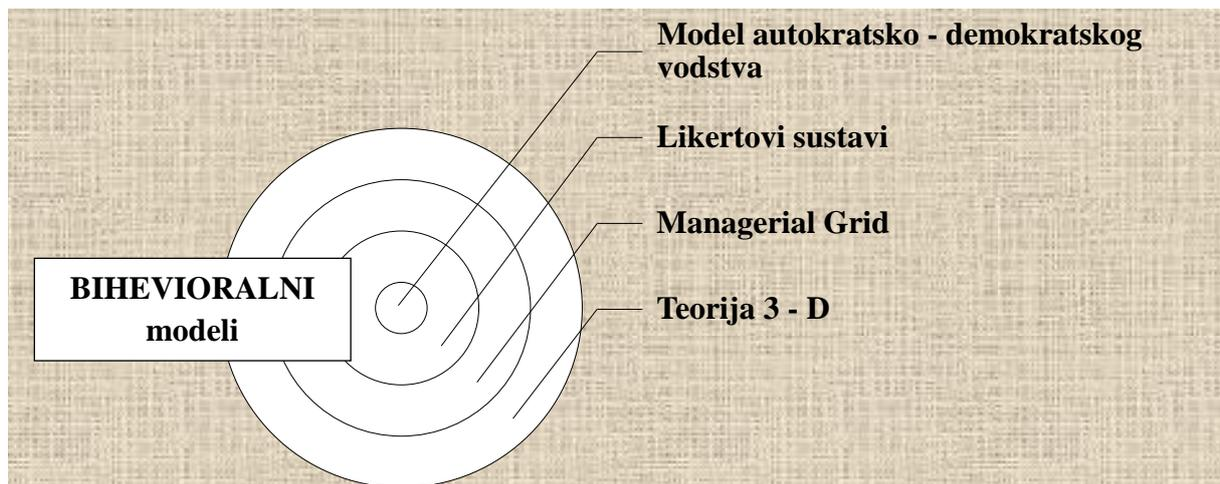 Model autokratsko - demokratskog
vodstva
Likertovi sustavi
Managerial Grid
BIHEVIORALNI
modeli
Teorija 3 - D